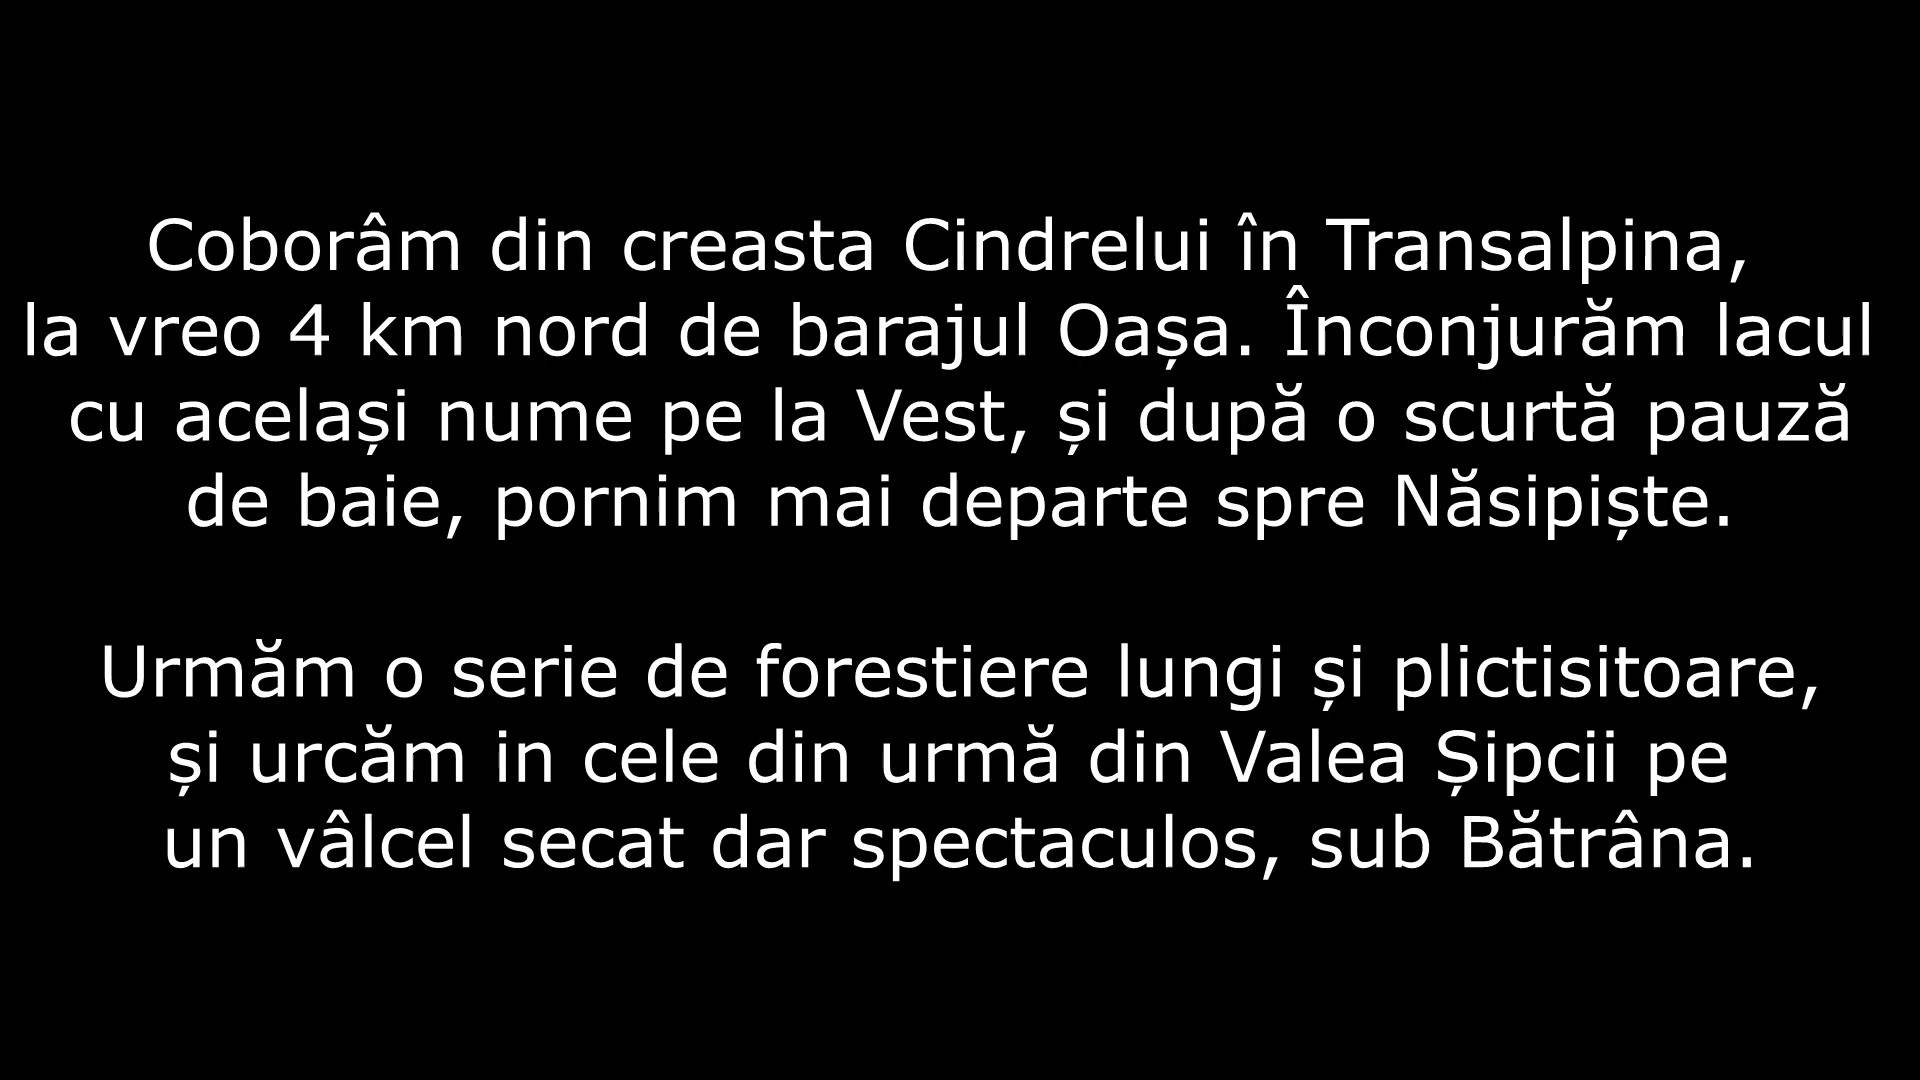 Coborâm din creasta Cindrelui în Transalpina,
la vreo 4 km nord de barajul Oașa. Înconjurăm lacul
cu același nume pe la Vest, și după o scurtă pauză
de baie, pornim mai departe spre Năsipiște.
Urmăm o serie de forestiere lungi și plictisitoare,
și urcăm in cele din urmă din Valea Șipcii pe
un vâlcel secat dar spectaculos, sub Bătrâna.